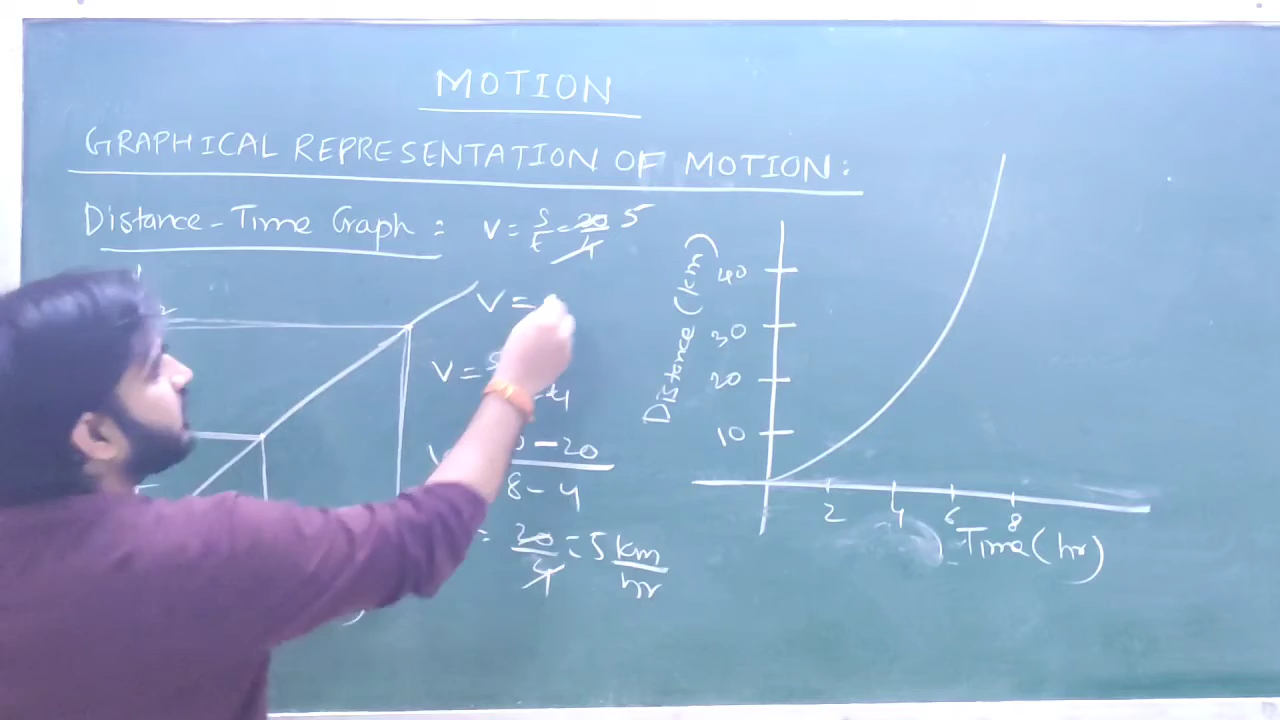 MOTION
GRAPHICAL REPRESENTATION OF MOTION:
Distance-Time Graph :
V = S/t = 20/4 5
V =
V =
8 - 4
- 20
= 20/4 = 5 km/hr
Distance (km)
40
30
20
10
2 4 6 8
Time (hr)